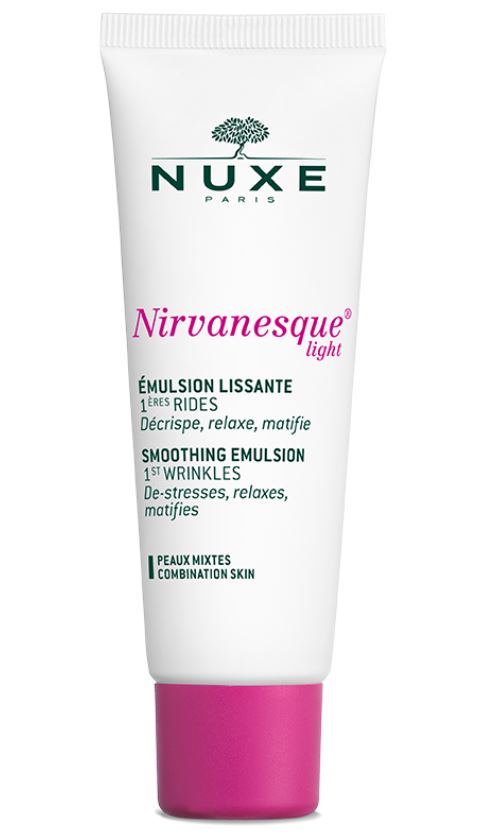 NUXE
PARIS
Nirvanesque®
light
ÉMULSION LISSANTE
1ÈRES RIDES
Décrispe, relaxe, matifie
SMOOTHING EMULSION
1ST WRINKLES
De-stresses, relaxes,
matifies
PEAUX MIXTES
COMBINATION SKIN